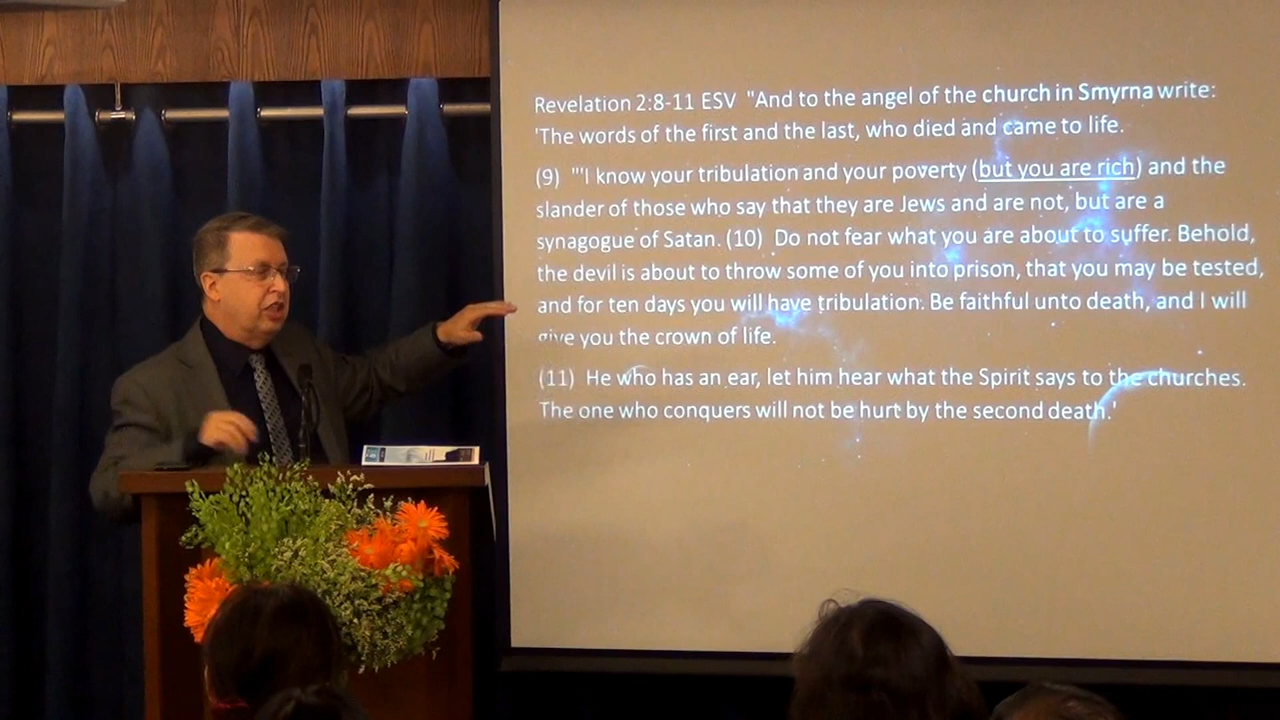 Revelation 2:8-11 ESV "And to the angel of the church in Smyrna write:
'The words of the first and the last, who died and came to life.
(9) "'I know your tribulation and your poverty (but you are rich) and the
slander of those who say that they are Jews and are not, but are a
synagogue of Satan. (10) Do not fear what you are about to suffer. Behold,
the devil is about to throw some of you into prison, that you may be tested,
and for ten days you will have tribulation. Be faithful unto death, and I will
give you the crown of life.
(11) He who has an ear, let him hear what the Spirit says to the churches.
The one who conquers will not be hurt by the second death.'